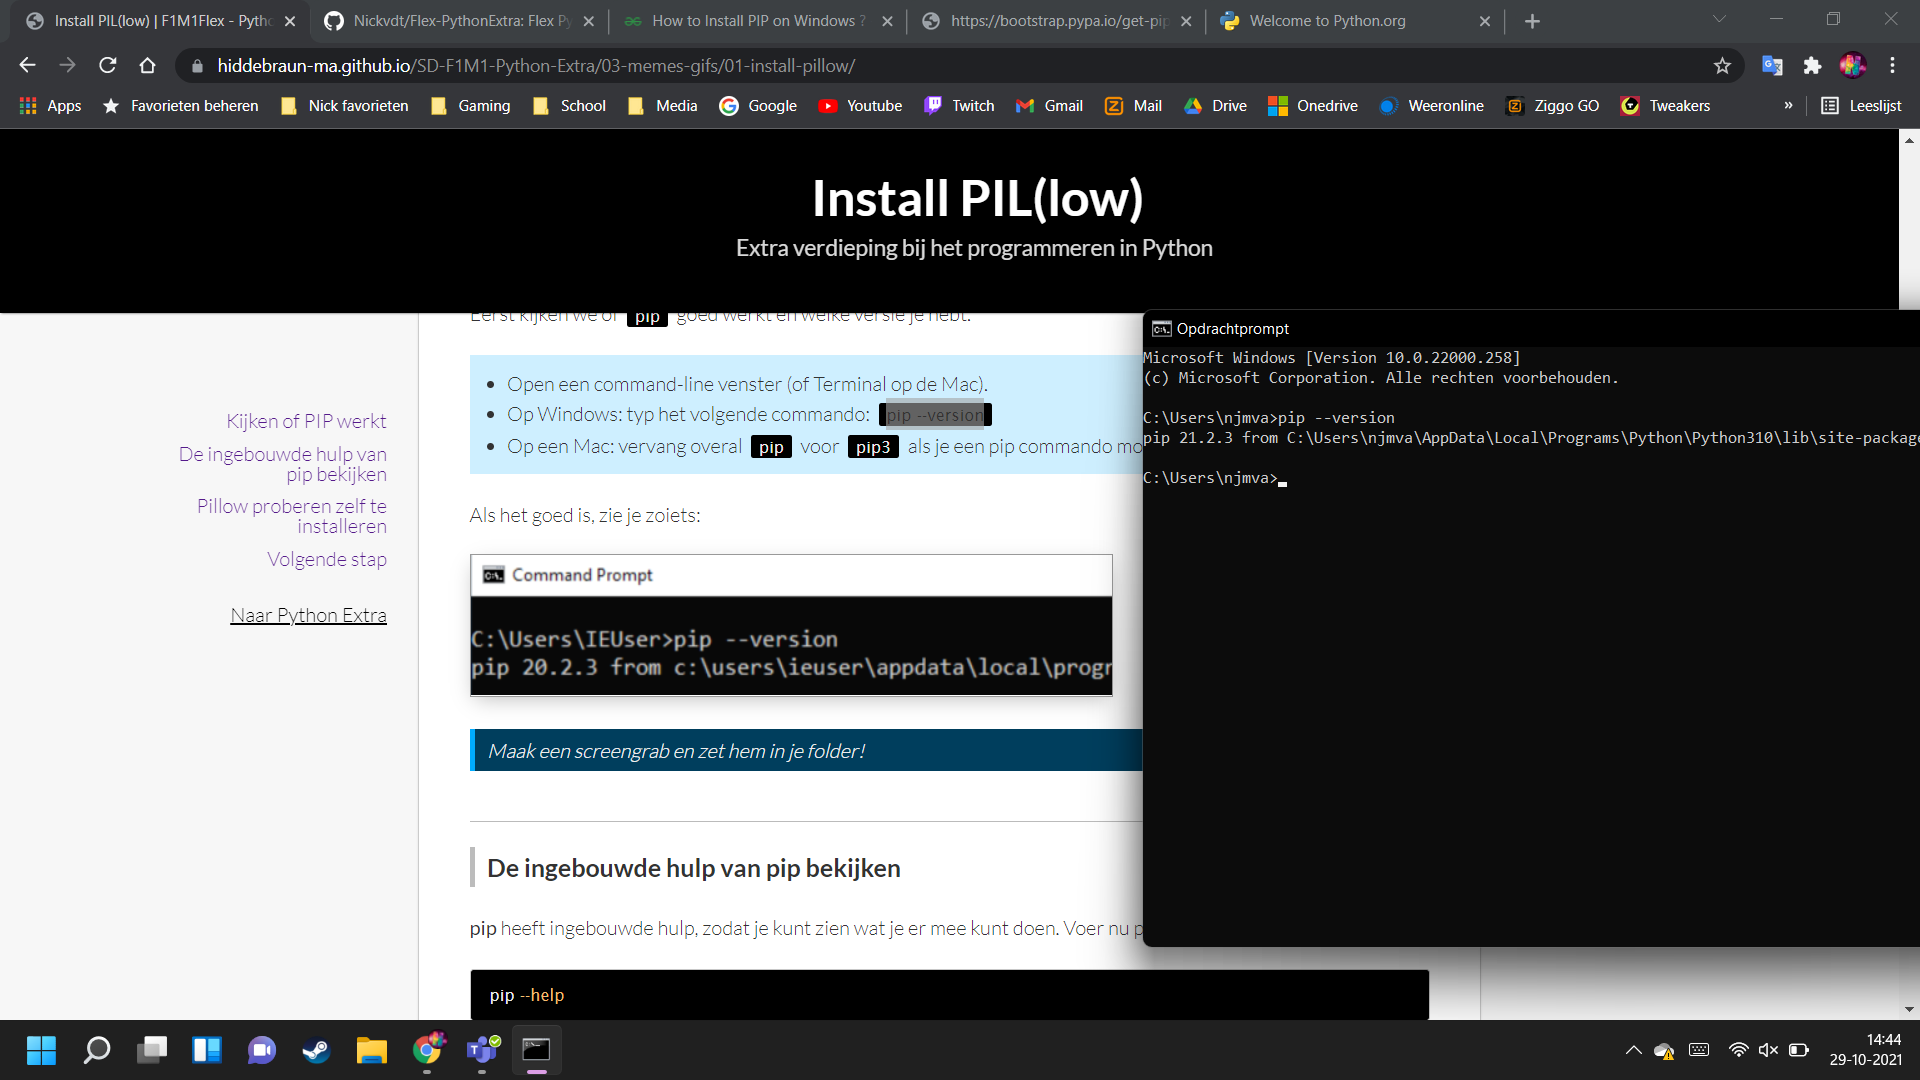 Install PIL(low) | F1M1Flex - Pytho
Nickvdt/Flex-PythonExtra: Flex Py
How to Install PIP on Windows ?
https://bootstrap.pypa.io/get-pip
Welcome to Python.org
hiddebraun-ma.github.io/SD-F1M1-Python-Extra/03-memes-gifs/01-install-pillow/
Apps
Favorieten beheren
Nick favorieten
Gaming
School
Media
Google
Youtube
Twitch
Gmail
Mail
Drive
Onedrive
Weeronline
Ziggo GO
Tweakers
»
Leeslijst
Install PIL(low)
Extra verdieping bij het programmeren in Python
Kijken of PIP werkt
De ingebouwde hulp van
pip bekijken
Pillow proberen zelf te
installeren
Volgende stap
Naar Python Extra
Eerst kijken we of pip goed werkt en welke versie je hebt.
Open een command-line venster (of Terminal op de Mac).
Op Windows: typ het volgende commando: pip --version
Op een Mac: vervang overal pip voor pip3 als je een pip commando mo
Als het goed is, zie je zoiets:
Command Prompt
C:\Users\IEUser>pip --version
pip 20.2.3 from c:\users\ieuser\appdata\local\progr
Maak een screengrab en zet hem in je folder!
De ingebouwde hulp van pip bekijken
pip heeft ingebouwde hulp, zodat je kunt zien wat je er mee kunt doen. Voer nu p
pip --help
Opdrachtprompt
Microsoft Windows [Version 10.0.22000.258]
(c) Microsoft Corporation. Alle rechten voorbehouden.
C:\Users\njmva>pip --version
pip 21.2.3 from C:\Users\njmva\AppData\Local\Programs\Python\Python310\lib\site-package
C:\Users\njmva>
14:44
29-10-2021